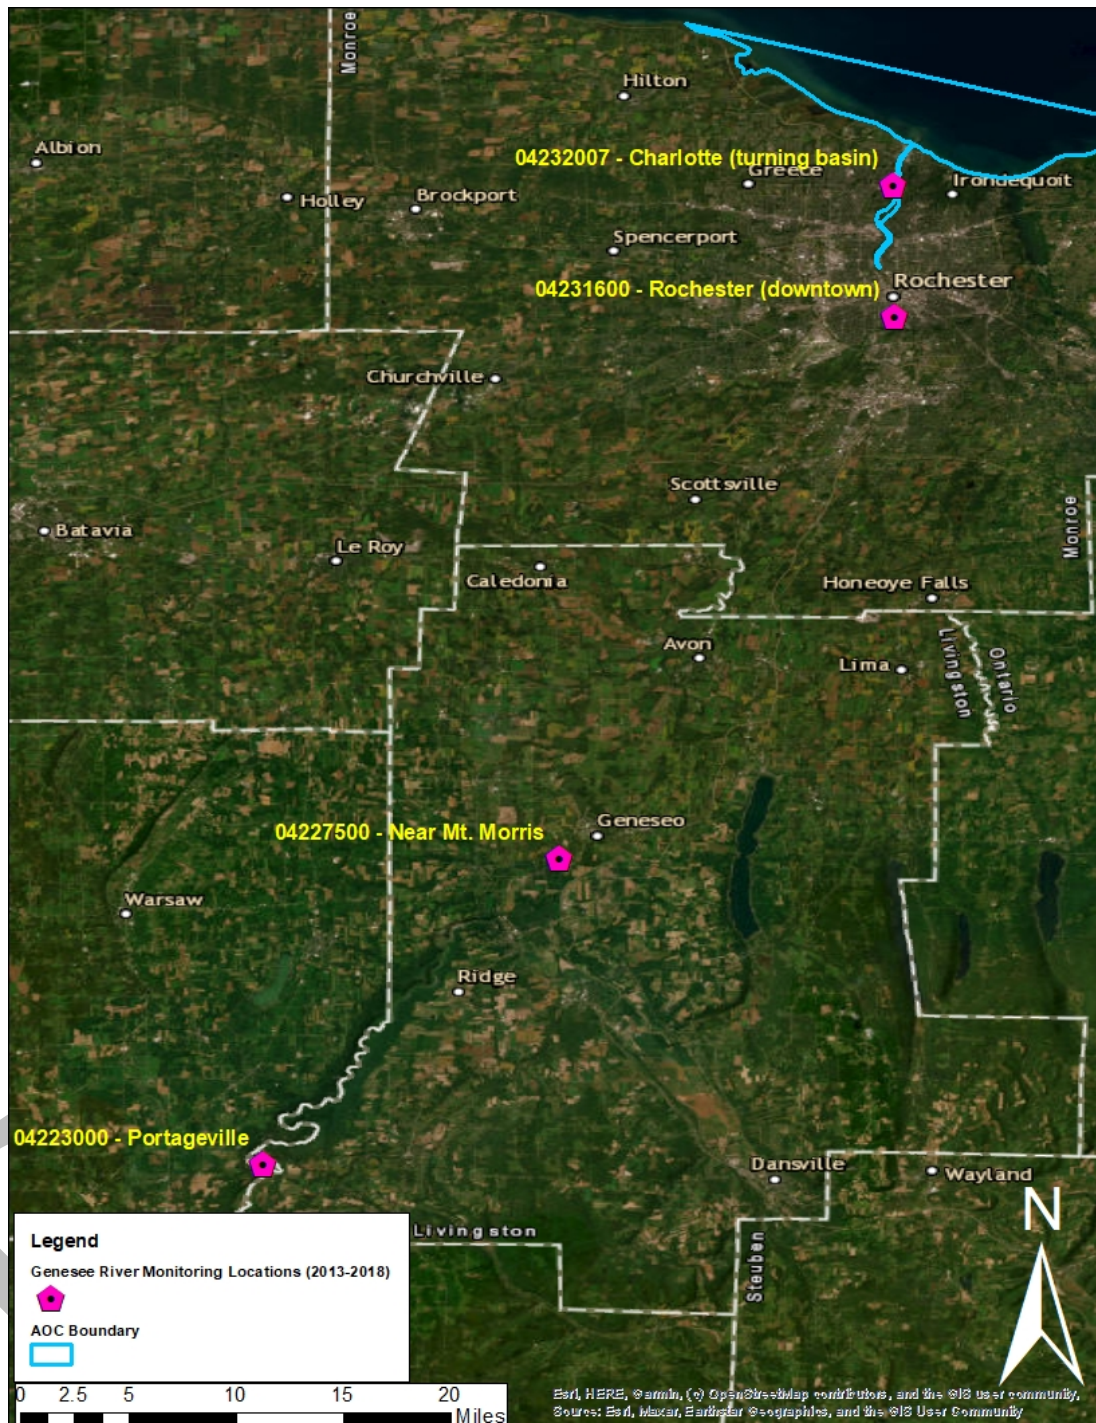 Monroe
Hilton
Albion
04232007 - Charlotte (turning basin)
Greece
Irondequoit
Holley
Brockport
Spencerport
Rochester
04231600 - Rochester (downtown)
Churchville
Scottsville
Monroe
Batavia
Le Roy
Caledonia
Honeoye Falls
Avon
Lima
Livingston
Ontario
04227500 - Near Mt. Morris
Geneseo
Warsaw
Ridge
04223000 - Portageville
Dansville
Wayland
N
Livingston
Steuben
Legend
Genesee River Monitoring Locations (2013-2018)
AOC Boundary
0 2.5 5 10 15 20
Miles
Esri, HERE, Garmin, (c) OpenStreetMap contributors, and the GIS user community,
Source: Esri, Maxar, Earthstar Geographics, and the GIS User Community